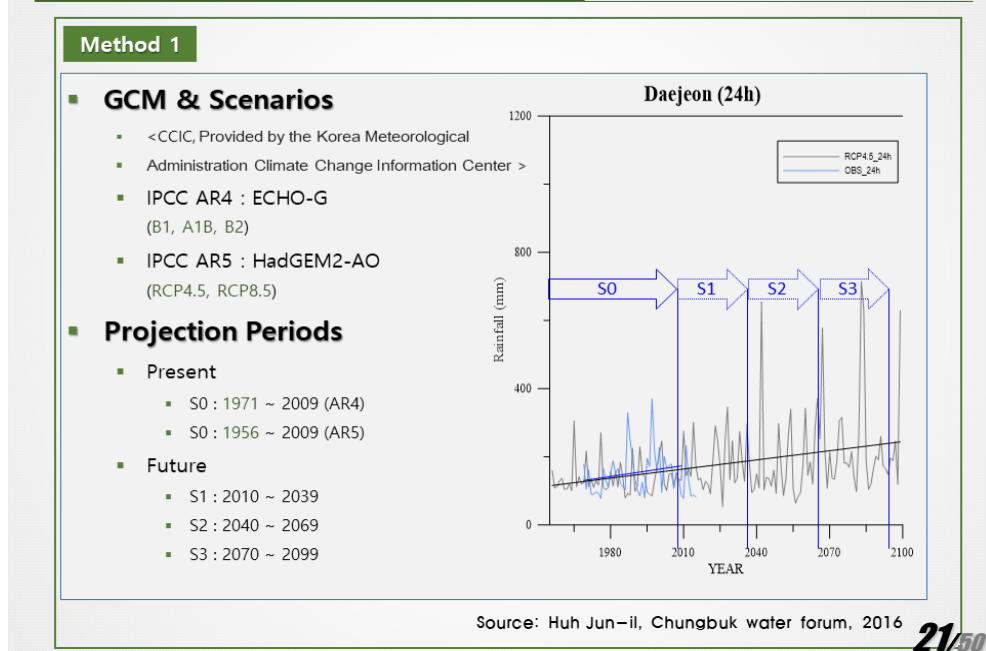 Method 1
GCM & Scenarios
<CCIC, Provided by the Korea Meteorological
Administration Climate Change Information Center >
IPCC AR4 : ECHO-G
(B1, A1B, B2)
IPCC AR5 : HadGEM2-AO
(RCP4.5, RCP8.5)
Projection Periods
Present
S0 : 1971 ~ 2009 (AR4)
S0 : 1956 ~ 2009 (AR5)
Future
S1 : 2010 ~ 2039
S2 : 2040 ~ 2069
S3 : 2070 ~ 2099
Daejeon (24h)
1200
800
400
0
Rainfall (mm)
RCP4.5_24h
OBS_24h
S0 S1 S2 S3
1980 2010 2040 2070 2100
YEAR
Source: Huh Jun-il, Chungbuk water forum, 2016
21/50